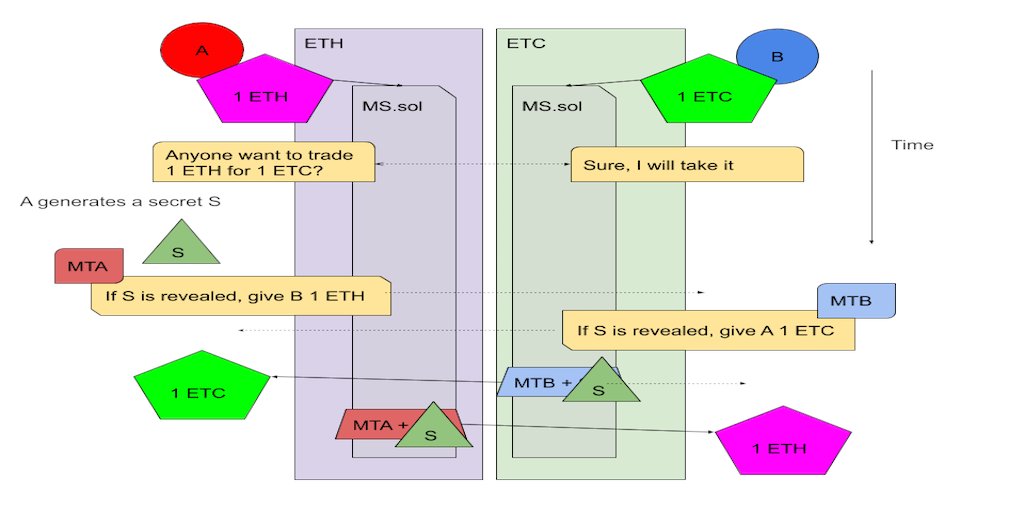 A
ETH
ETC
B
1 ETH
MS.sol
MS.sol
1 ETC
Anyone want to trade
1 ETH for 1 ETC?
Sure, I will take it
Time
A generates a secret S
S
MTA
If S is revealed, give B 1 ETH
MTB
If S is revealed, give A 1 ETC
1 ETC
MTB +
S
MTA +
S
1 ETH